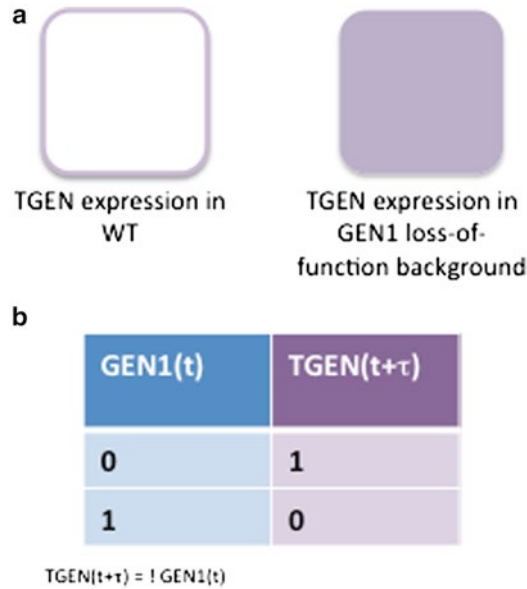 a
TGEN expression in
WT
TGEN expression in
GEN1 loss-of-
function background
b
GEN1(t) TGEN(t+τ)
0 1
1 0
TGEN(t+τ) = ! GEN1(t)